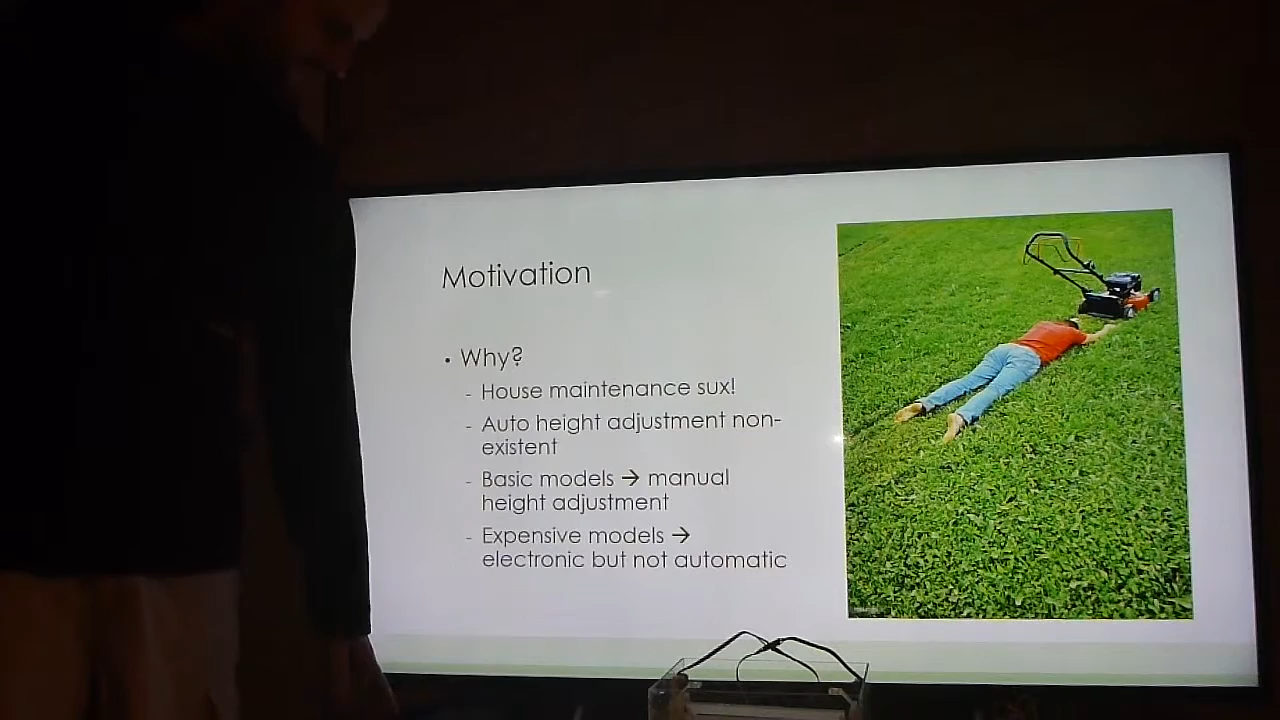 Motivation
• Why?
- House maintenance sux!
- Auto height adjustment non-
existent
- Basic models → manual
height adjustment
- Expensive models →
electronic but not automatic